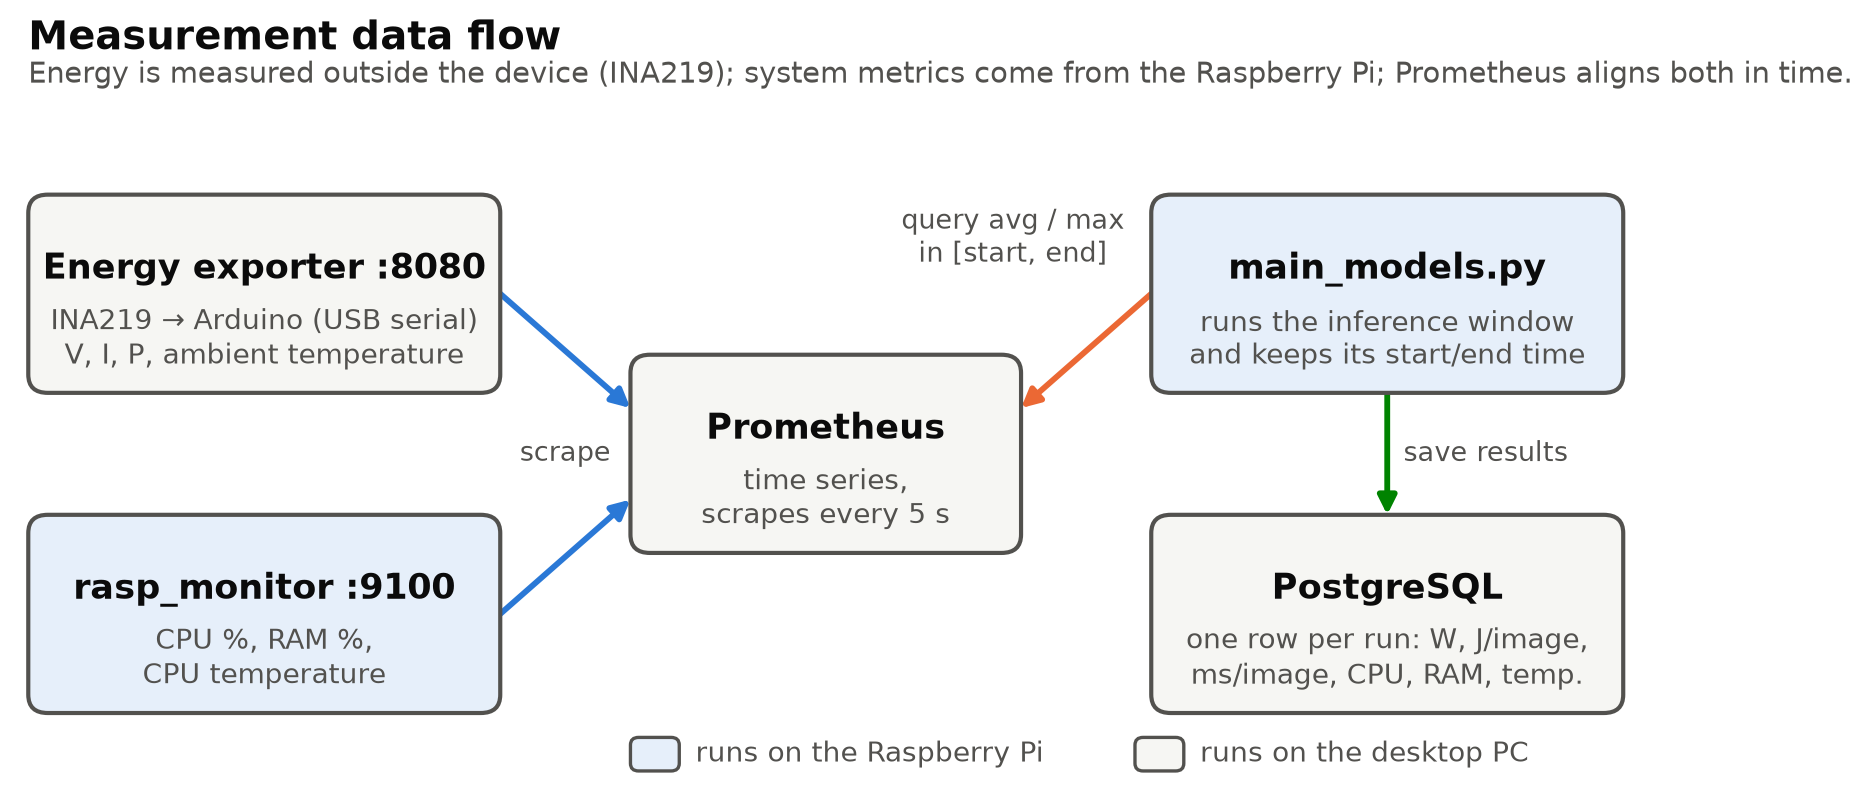 Measurement data flow
Energy is measured outside the device (INA219); system metrics come from the Raspberry Pi; Prometheus aligns both in time.
Energy exporter :8080
INA219 → Arduino (USB serial)
V, I, P, ambient temperature
query avg / max
in [start, end]
main_models.py
runs the inference window
and keeps its start/end time
scrape
Prometheus
time series,
scrapes every 5 s
save results
rasp_monitor :9100
CPU %, RAM %,
CPU temperature
PostgreSQL
one row per run: W, J/image,
ms/image, CPU, RAM, temp.
runs on the Raspberry Pi
runs on the desktop PC